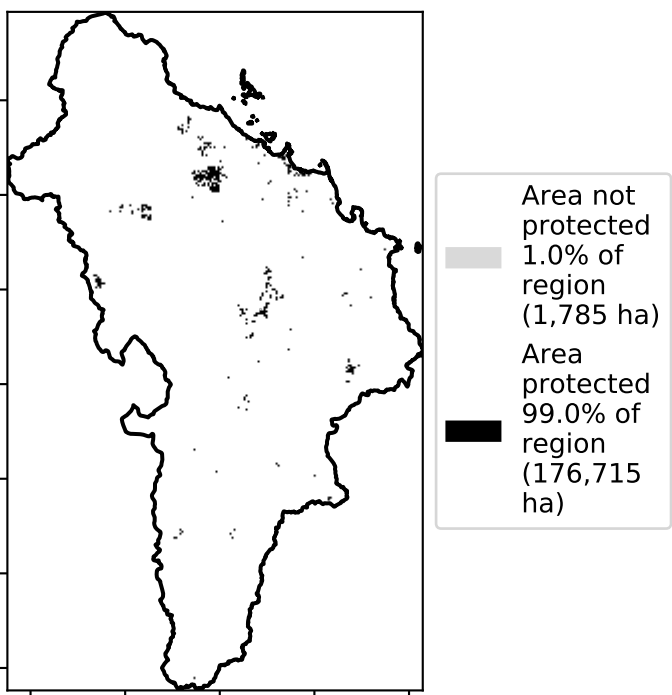 Area not
protected
1.0% of
region
(1,785 ha)
Area
protected
99.0% of
region
(176,715
ha)